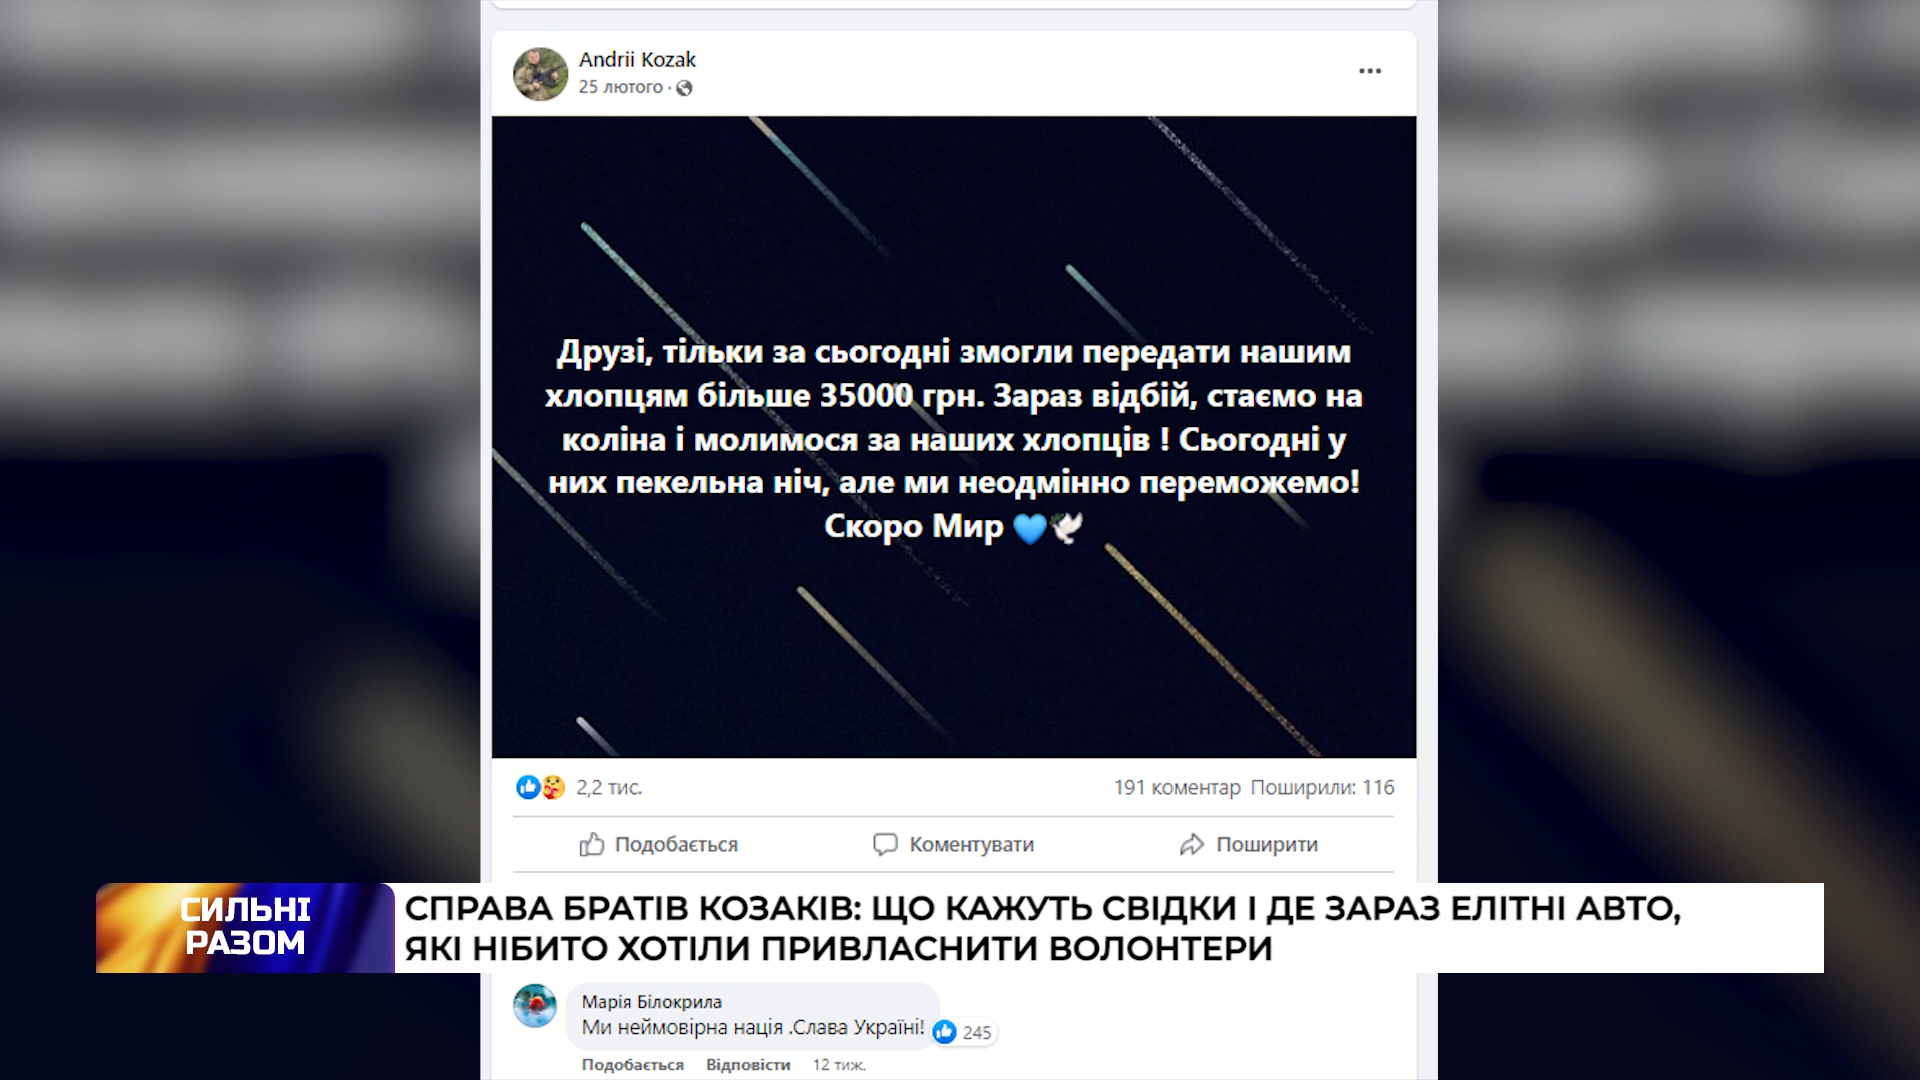 Andrii Kozak
25 лютого ·
Друзі, тільки за сьогодні змогли передати нашим
хлопцям більше 35000 грн. Зараз відбій, стаємо на
коліна і молимося за наших хлопців ! Сьогодні у
них пекельна ніч, але ми неодмінно переможемо!
Скоро Мир 💙🕊
2,2 тис.
191 коментар Поширили: 116
Подобається Коментувати Поширити
СИЛЬНІ
РАЗОМ
СПРАВА БРАТІВ КОЗАКІВ: ЩО КАЖУТЬ СВІДКИ І ДЕ ЗАРАЗ ЕЛІТНІ АВТО,
ЯКІ НІБИТО ХОТІЛИ ПРИВЛАСНИТИ ВОЛОНТЕРИ
Марія Білокрила
Ми неймовірна нація .Слава Україні!
245
Подобається Відповісти 12 тиж.